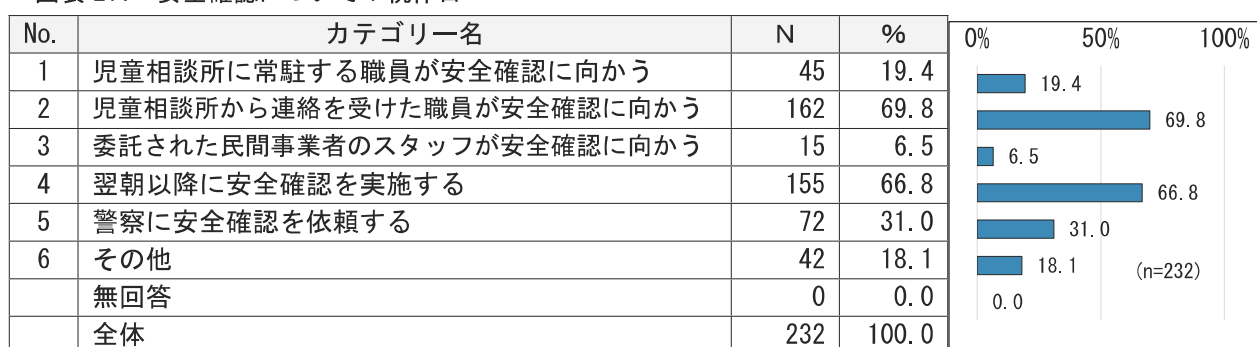 No. カテゴリー名 N %
1 児童相談所に常駐する職員が安全確認に向かう 45 19.4
2 児童相談所から連絡を受けた職員が安全確認に向かう 162 69.8
3 委託された民間事業者のスタッフが安全確認に向かう 15 6.5
4 翌朝以降に安全確認を実施する 155 66.8
5 警察に安全確認を依頼する 72 31.0
6 その他 42 18.1
無回答 0 0.0
全体 232 100.0
0% 50% 100%
19.4
69.8
6.5
66.8
31.0
18.1 (n=232)
0.0